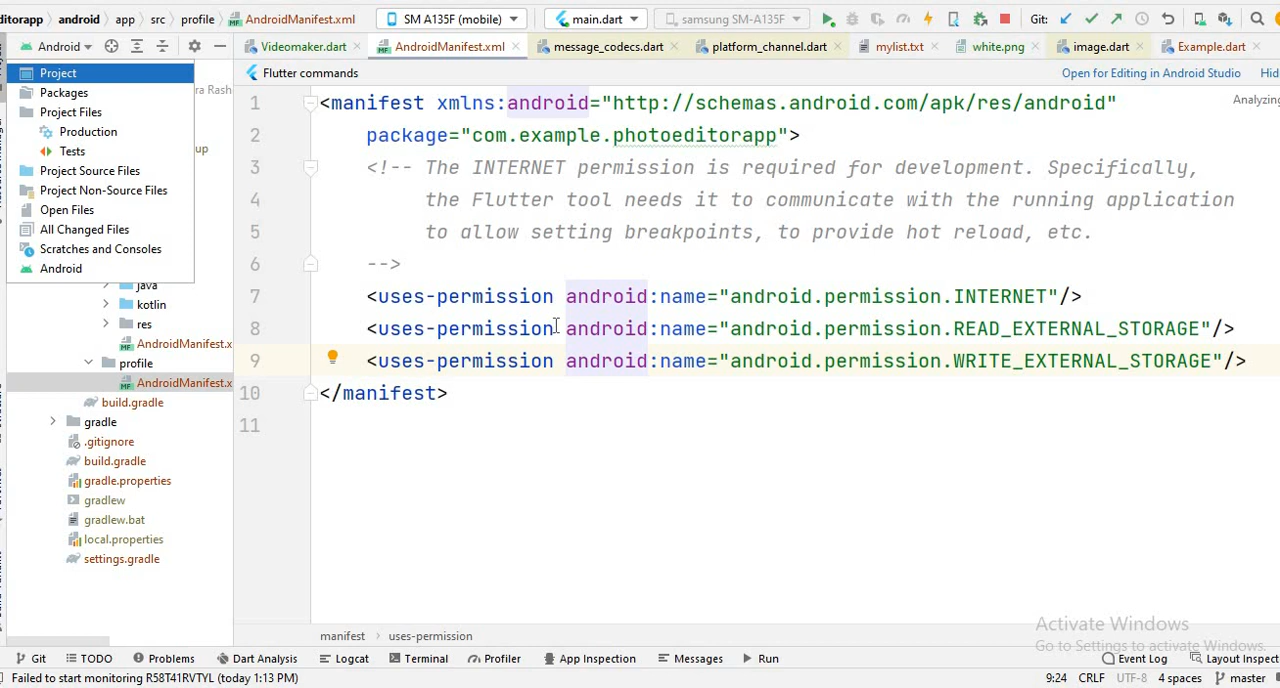 ditorapp android app src profile AndroidManifest.xml SM A135F (mobile) main.dart samsung SM-A135F Git:
Android Videomaker.dart AndroidManifest.xml message_codecs.dart platform_channel.dart mylist.txt white.png image.dart Example.dart
Flutter commands Open for Editing in Android Studio Hid
Project
Packages
Project Files
Production
Tests
Project Source Files
Project Non-Source Files
Open Files
All Changed Files
Scratches and Consoles
Android
ra Rash
up
java
kotlin
res
AndroidManifest.x
profile
AndroidManifest.x
build.gradle
gradle
.gitignore
build.gradle
gradle.properties
gradlew
gradlew.bat
local.properties
settings.gradle
Analyzing
1 <manifest xmlns:android="http://schemas.android.com/apk/res/android"
2 package="com.example.photoeditorapp">
3 <!-- The INTERNET permission is required for development. Specifically,
4 the Flutter tool needs it to communicate with the running application
5 to allow setting breakpoints, to provide hot reload, etc.
6 -->
7 <uses-permission android:name="android.permission.INTERNET"/>
8 <uses-permission android:name="android.permission.READ_EXTERNAL_STORAGE"/>
9 <uses-permission android:name="android.permission.WRITE_EXTERNAL_STORAGE"/>
10 </manifest>
11
Activate Windows
Go to Settings to activate Windows.
manifest uses-permission
Git TODO Problems Dart Analysis Logcat Terminal Profiler App Inspection Messages Run Event Log Layout Inspect
Failed to start monitoring R58T41RVTYL (today 1:13 PM) 9:24 CRLF UTF-8 4 spaces master